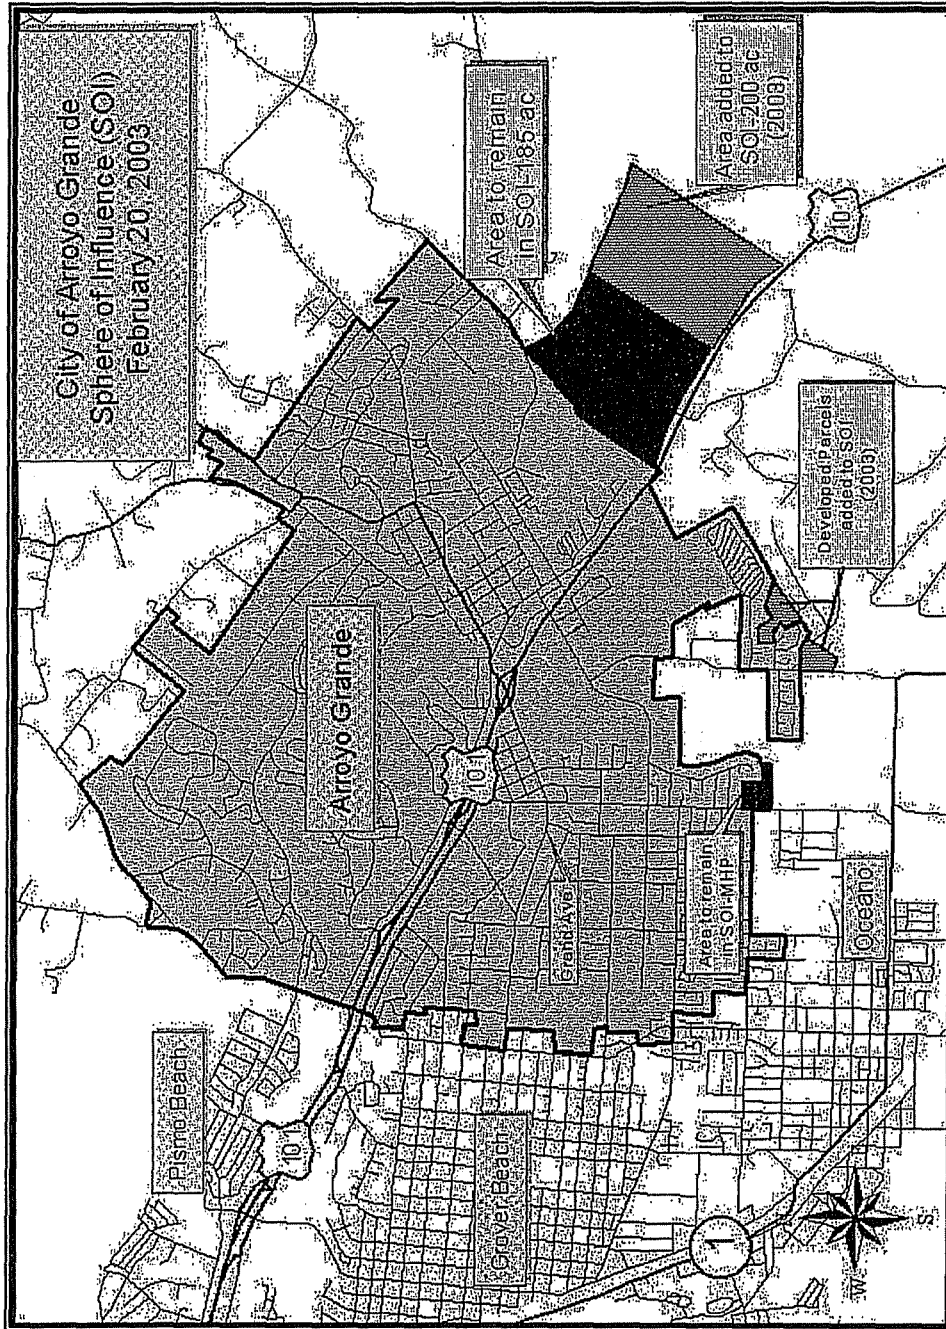 City of Arroyo Grande
Sphere of Influence (SOI)
February 20, 2003
Area to remain
in SOI-185 ac
Area added to
SOI-200 ac
(2003)
101
Developed Parcels
added to SOI
(2003)
Arroyo Grande
101
Grand Ave
Area to remain
in SOI-MHP
Oceano
Pismo Beach
101
Grover Beach
1
W
S